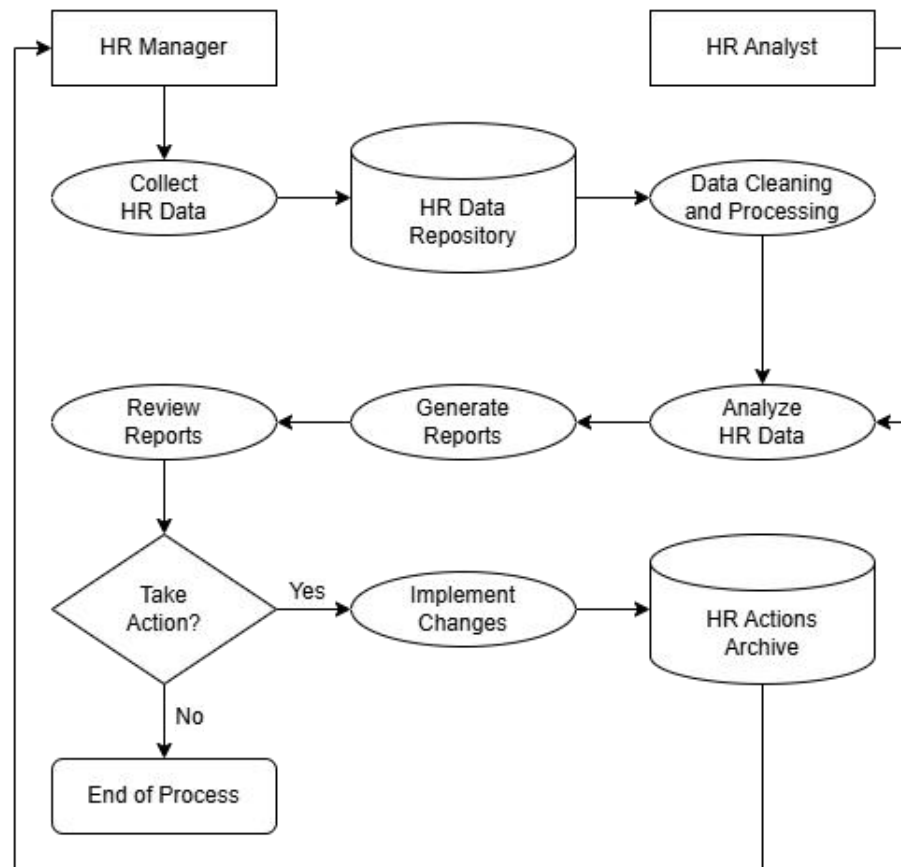 HR Manager
HR Analyst
Collect
HR Data
HR Data
Repository
Data Cleaning
and Processing
Review
Reports
Generate
Reports
Analyze
HR Data
Take
Action?
Yes
Implement
Changes
HR Actions
Archive
No
End of Process